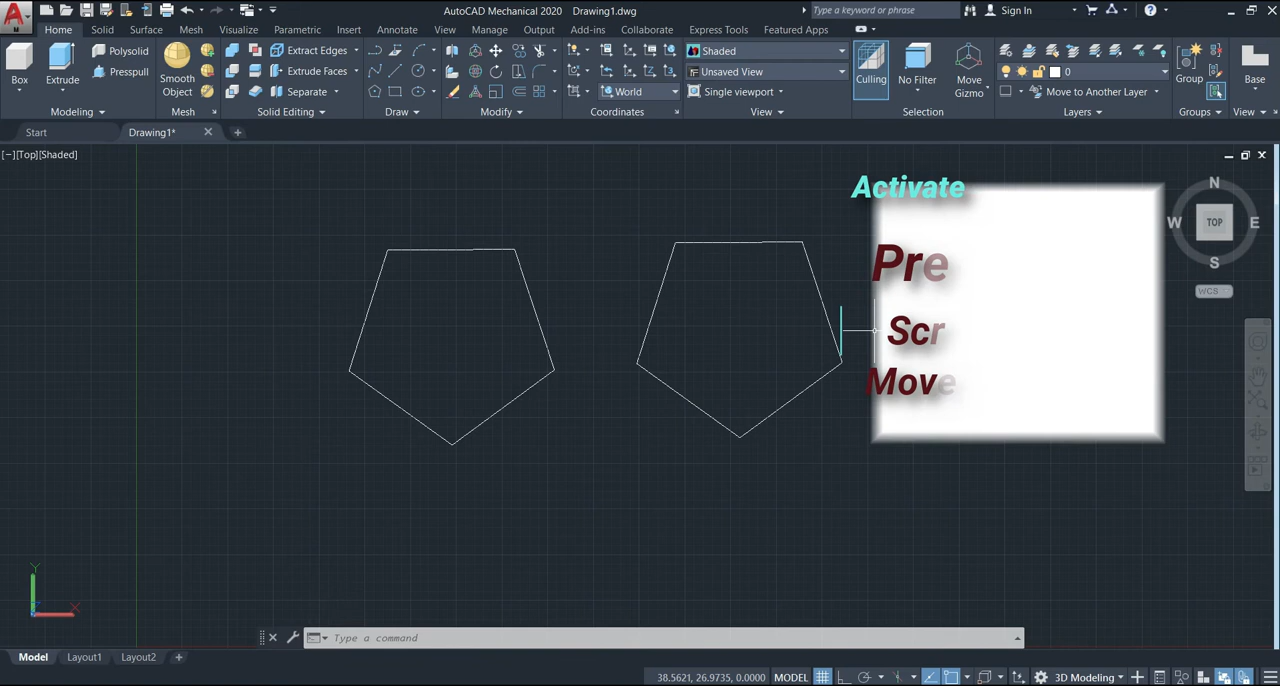 AutoCAD Mechanical 2020 Drawing1.dwg
Type a keyword or phrase
Sign In
Home Solid Surface Mesh Visualize Parametric Insert Annotate View Manage Output Add-ins Collaborate Express Tools Featured Apps
Box
Extrude
Polysolid
Presspull
Modeling
Smooth
Object
Mesh
Extract Edges
Extrude Faces
Separate
Solid Editing
Draw
Modify
World
Coordinates
Shaded
Unsaved View
Single viewport
View
Culling
No Filter
Move
Gizmo
Selection
0
Move to Another Layer
Layers
Group
Groups
Base
View
Start Drawing1*
[−][Top][Shaded]
Activate
Pre
Scr
Move
N
W TOP E
S
WCS
Y
X
Type a command
Model Layout1 Layout2
38.5621, 26.9735, 0.0000 MODEL
3D Modeling